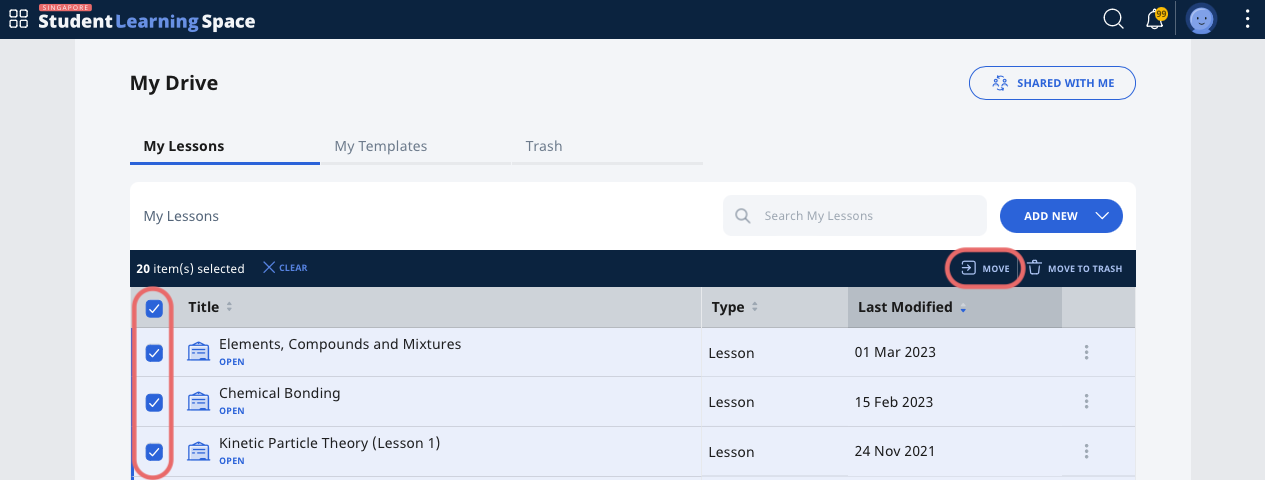 SINGAPORE
Student Learning Space
99
My Drive
SHARED WITH ME
My Lessons
My Templates
Trash
My Lessons
Search My Lessons
ADD NEW
20 item(s) selected
CLEAR
MOVE
MOVE TO TRASH
Title
Type
Last Modified
Elements, Compounds and Mixtures
OPEN
Lesson
01 Mar 2023
Chemical Bonding
OPEN
Lesson
15 Feb 2023
Kinetic Particle Theory (Lesson 1)
OPEN
Lesson
24 Nov 2021